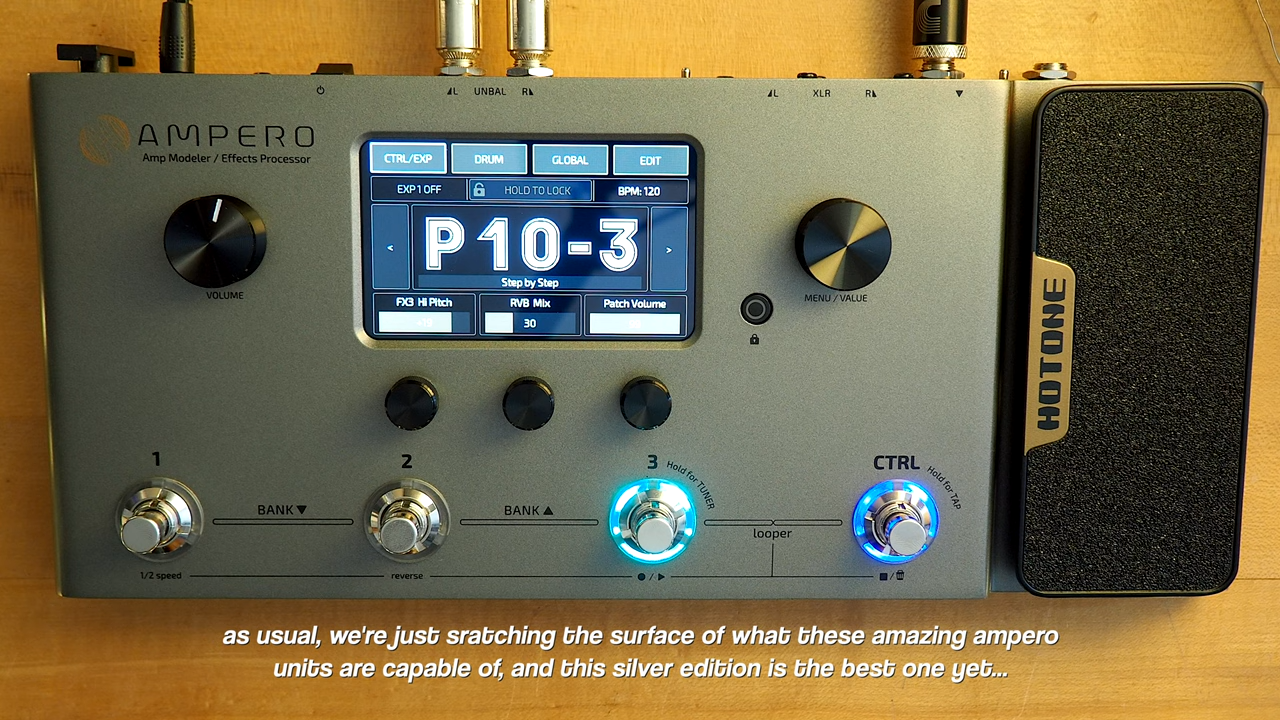 UNBAL
XLR
AMPERO
Amp Modeler / Effects Processor
CTRL/EXP DRUM GLOBAL EDIT
EXP 1 OFF HOLD TO LOCK BPM: 120
< P10-3 >
Step by Step
FX3 Hi Pitch RVB Mix Patch Volume
30
VOLUME
MENU / VALUE
HOTONE
1 2 3 CTRL
Hold for TUNER
Hold for TAP
BANK▼ BANK▲
looper
1/2 speed reverse
L R
L R
as usual, we're just sratching the surface of what these amazing ampero
units are capable of, and this silver edition is the best one yet...